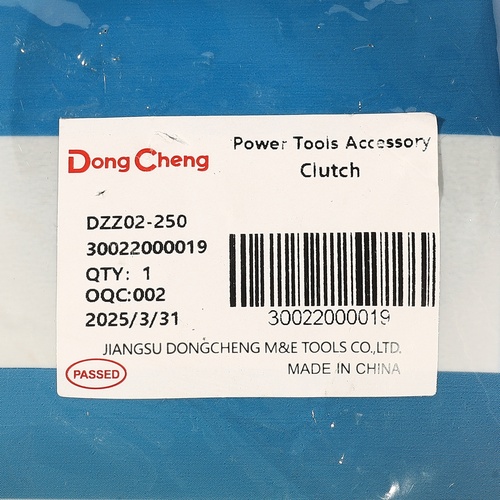 Dong Cheng
Power Tools Accessory
Clutch
DZZ02-250
30022000019
QTY: 1
OQC:002
2025/3/31
30022000019
JIANGSU DONGCHENG M&E TOOLS CO.,LTD.
PASSED
MADE IN CHINA